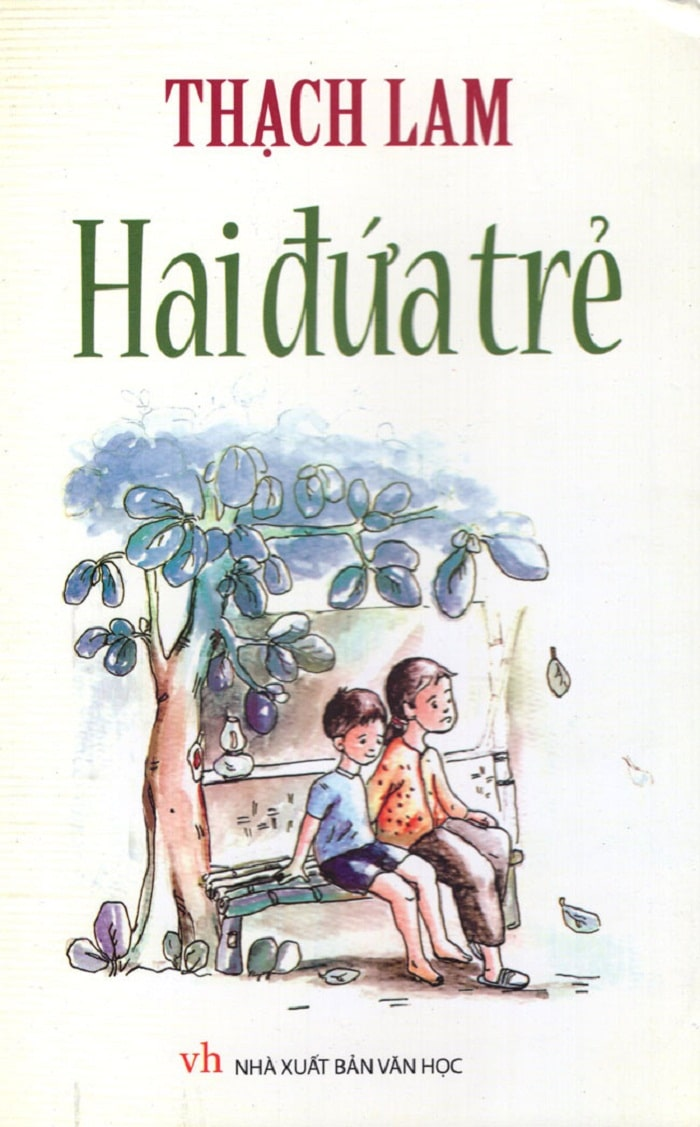 THẠCH LAM
Hai đứa trẻ
vh NHÀ XUẤT BẢN VĂN HỌC